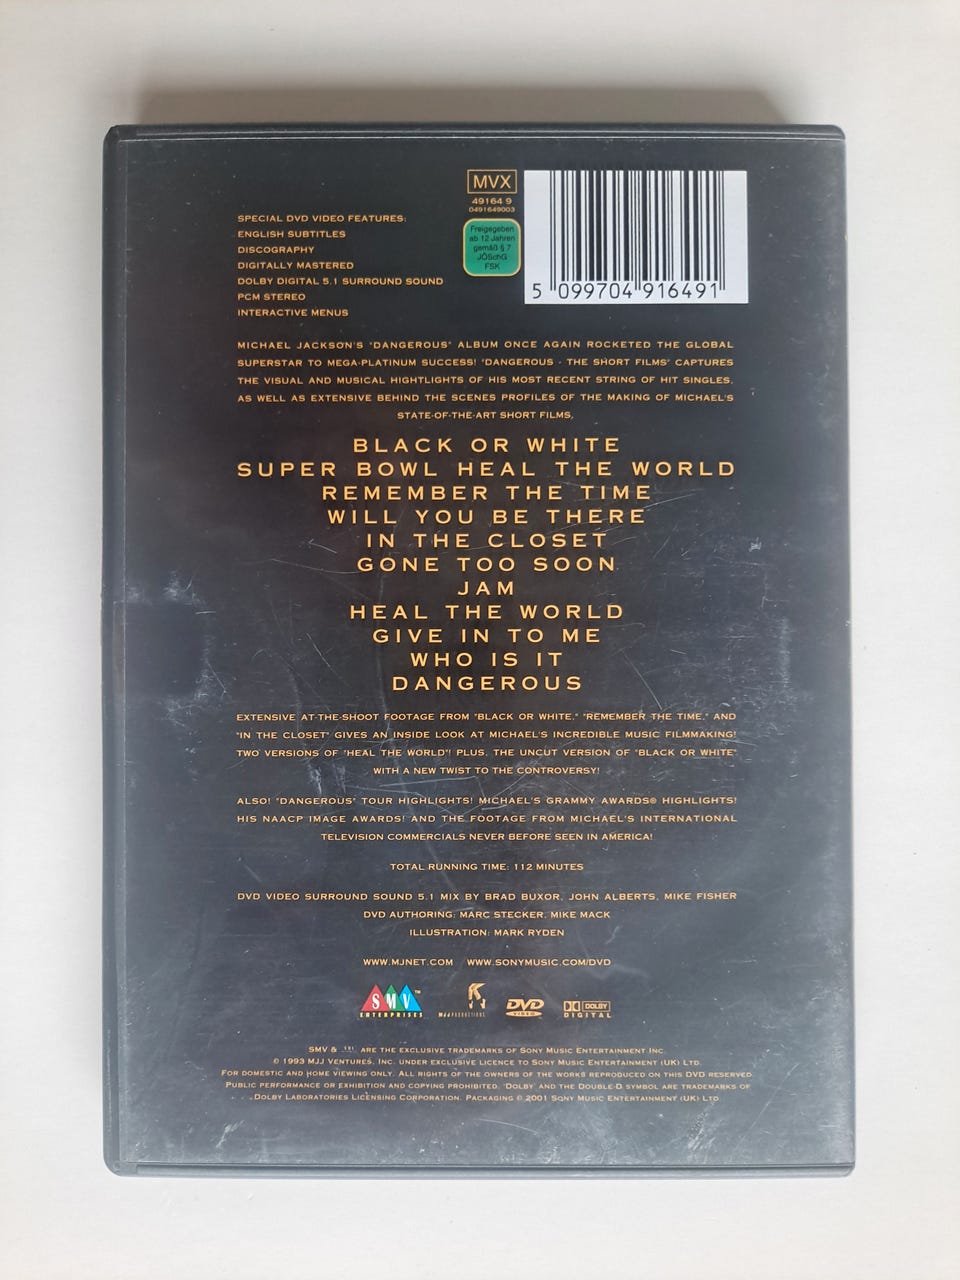 MVX
49164 9
0491649003
Freigegeben
ab 12 Jahren
gemäß § 7
JÖSchG
FSK
5 099704 916491
SPECIAL DVD VIDEO FEATURES:
ENGLISH SUBTITLES
DISCOGRAPHY
DIGITALLY MASTERED
DOLBY DIGITAL 5.1 SURROUND SOUND
PCM STEREO
INTERACTIVE MENUS
MICHAEL JACKSON'S "DANGEROUS" ALBUM ONCE AGAIN ROCKETED THE GLOBAL
SUPERSTAR TO MEGA-PLATINUM SUCCESS! "DANGEROUS - THE SHORT FILMS" CAPTURES
THE VISUAL AND MUSICAL HIGHTLIGHTS OF HIS MOST RECENT STRING OF HIT SINGLES,
AS WELL AS EXTENSIVE BEHIND THE SCENES PROFILES OF THE MAKING OF MICHAEL'S
STATE-OF-THE-ART SHORT FILMS,
BLACK OR WHITE
SUPER BOWL HEAL THE WORLD
REMEMBER THE TIME
WILL YOU BE THERE
IN THE CLOSET
GONE TOO SOON
JAM
HEAL THE WORLD
GIVE IN TO ME
WHO IS IT
DANGEROUS
EXTENSIVE AT-THE-SHOOT FOOTAGE FROM "BLACK OR WHITE," "REMEMBER THE TIME," AND
"IN THE CLOSET" GIVES AN INSIDE LOOK AT MICHAEL'S INCREDIBLE MUSIC FILMMAKING!
TWO VERSIONS OF "HEAL THE WORLD"! PLUS, THE UNCUT VERSION OF "BLACK OR WHITE"
WITH A NEW TWIST TO THE CONTROVERSY!
ALSO! "DANGEROUS" TOUR HIGHLIGHTS! MICHAEL'S GRAMMY AWARDS® HIGHLIGHTS!
HIS NAACP IMAGE AWARDS! AND THE FOOTAGE FROM MICHAEL'S INTERNATIONAL
TELEVISION COMMERCIALS NEVER BEFORE SEEN IN AMERICA!
TOTAL RUNNING TIME: 112 MINUTES
DVD VIDEO SURROUND SOUND 5.1 MIX BY BRAD BUXOR, JOHN ALBERTS, MIKE FISHER
DVD AUTHORING: MARC STECKER, MIKE MACK
ILLUSTRATION: MARK RYDEN
WWW.MJNET.COM WWW.SONYMUSIC.COM/DVD
SMV™
ENTERPRISES
MJJ PRODUCTIONS
DVD
VIDEO
DOLBY
DIGITAL
SMV & ARE THE EXCLUSIVE TRADEMARKS OF SONY MUSIC ENTERTAINMENT INC.
© 1993 MJJ VENTURES, INC. UNDER EXCLUSIVE LICENCE TO SONY MUSIC ENTERTAINMENT (UK) LTD.
FOR DOMESTIC AND HOME VIEWING ONLY. ALL RIGHTS OF THE OWNERS OF THE WORKS REPRODUCED ON THIS DVD RESERVED
PUBLIC PERFORMANCE OR EXHIBITION AND COPYING PROHIBITED. 'DOLBY' AND THE DOUBLE-D SYMBOL ARE TRADEMARKS OF
DOLBY LABORATORIES LICENSING CORPORATION. PACKAGING © 2001 SONY MUSIC ENTERTAINMENT (UK) LTD